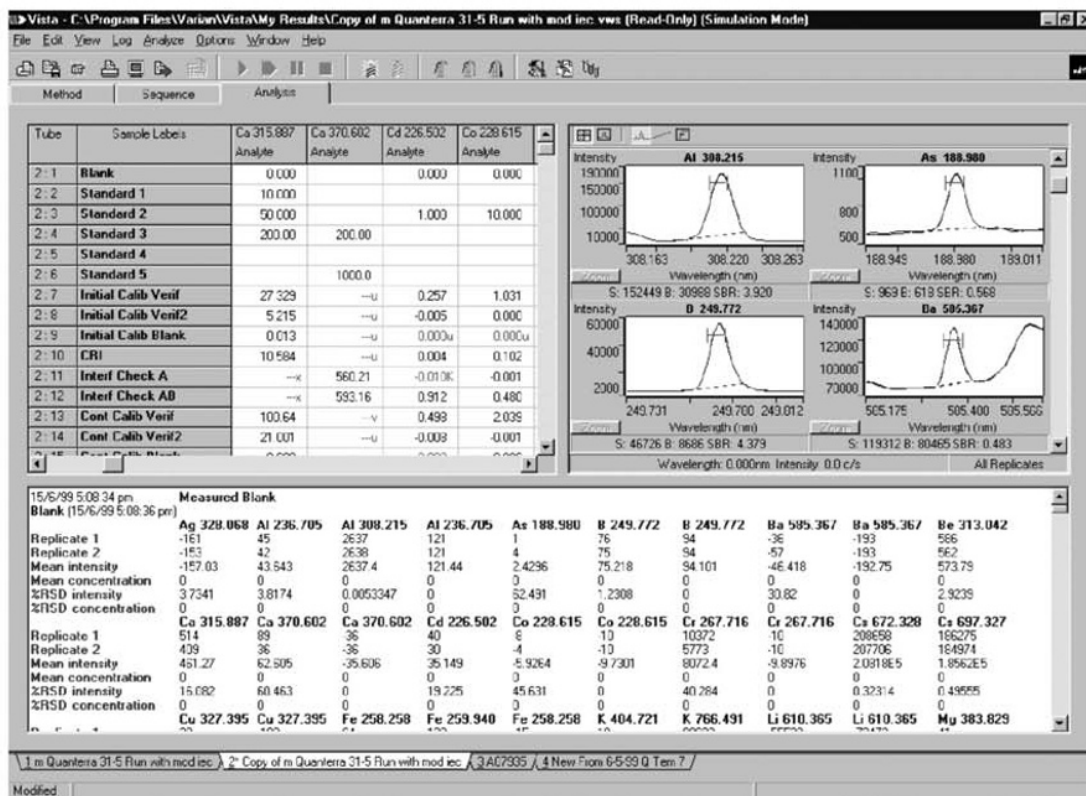 Vista - C:\Program Files\Varian\Vista\My Results\Copy of m Quanterra 31-5 Run with mod iec.vws (Read-Only) (Simulation Mode)
File Edit View Log Analyze Options Window Help
Method Sequence Analysis
Tube Sample Labels Ca 315.887 Ca 370.602 Cd 226.502 Co 228.615
Analyte Analyte Analyte Analyte
2:1 Blank 0.000 0.000 0.000
2:2 Standard 1 10.000
2:3 Standard 2 50.000 1.000 10.000
2:4 Standard 3 200.00 200.00
2:5 Standard 4
2:6 Standard 5 1000.0
2:7 Initial Calib Verif 27.329 ---u 0.257 1.031
2:8 Initial Calib Verif2 5.215 ---u -0.005 0.000
2:9 Initial Calib Blank 0.013 ---u 0.000u 0.000u
2:10 CRI 10.584 ---u 0.004 0.102
2:11 Interf Check A ---x 560.21 -0.010K -0.001
2:12 Interf Check AB ---x 593.16 0.912 0.480
2:13 Cont Calib Verif 100.64 ---v 0.498 2.039
2:14 Cont Calib Verif2 21.001 ---u -0.008 -0.001
Intensity Al 308.215
190000
150000
100000
10000
308.163 308.220 308.263
Zoom Wavelength (nm)
S: 152449 B: 30988 SBR: 3.920
Intensity As 188.980
1100
800
500
188.945 188.980 189.011
Zoom Wavelength (nm)
S: 969 B: 618 SBR: 0.568
Intensity B 249.772
60000
40000
2000
249.731 249.700 243.012
Zoom Wavelength (nm)
S: 46726 B: 8686 SBR: 4.379
Intensity Ba 585.367
140000
120000
100000
70000
505.175 505.400 505.566
Zoom Wavelength (nm)
S: 119312 B: 80465 SBR: 0.483
Wavelength: 0.000nm Intensity 0.0 c/s All Replicates
15/6/99 5:08:34 pm Measured Blank
Blank (15/6/99 5:08:36 pm)
Ag 328.068 Al 236.705 Al 308.215 Al 236.705 As 188.980 B 249.772 B 249.772 Ba 585.367 Ba 585.367 Be 313.042
Replicate 1 -161 45 2637 121 1 76 94 -36 -193 586
Replicate 2 -153 42 2638 121 4 75 94 -57 -193 562
Mean intensity -157.03 43.643 2637.4 121.44 2.4296 75.218 94.101 -46.418 -192.75 573.79
Mean concentration 0 0 0 0 0 0 0 0 0 0
%RSD intensity 3.7341 3.8174 0.0053347 0 62.491 1.2308 0 30.82 0 2.9239
%RSD concentration 0 0 0 0 0 0 0 0 0 0
Ca 315.887 Ca 370.602 Ca 370.602 Cd 226.502 Co 228.615 Co 228.615 Cr 267.716 Cr 267.716 Cs 672.328 Cs 697.327
Replicate 1 514 89 -36 40 -8 -10 10372 -10 208658 186275
Replicate 2 409 36 -36 30 -4 -10 5773 -10 207706 184974
Mean intensity 461.27 62.605 -35.606 35.149 -5.9264 -9.7301 8072.4 -9.8976 2.0818E5 1.8562E5
Mean concentration 0 0 0 0 0 0 0 0 0 0
%RSD intensity 16.082 60.463 0 19.225 45.631 0 40.284 0 0.32314 0.49555
%RSD concentration 0 0 0 0 0 0 0 0 0 0
Cu 327.395 Cu 327.395 Fe 258.258 Fe 259.940 Fe 258.258 K 404.721 K 766.491 Li 610.365 Li 610.365 Mg 383.829
1 m Quanterra 31-5 Run with mod iec 2* Copy of m Quanterra 31-5 Run with mod iec 3 A07935 4 New From 6-5-99 Q Tem 7
Modified